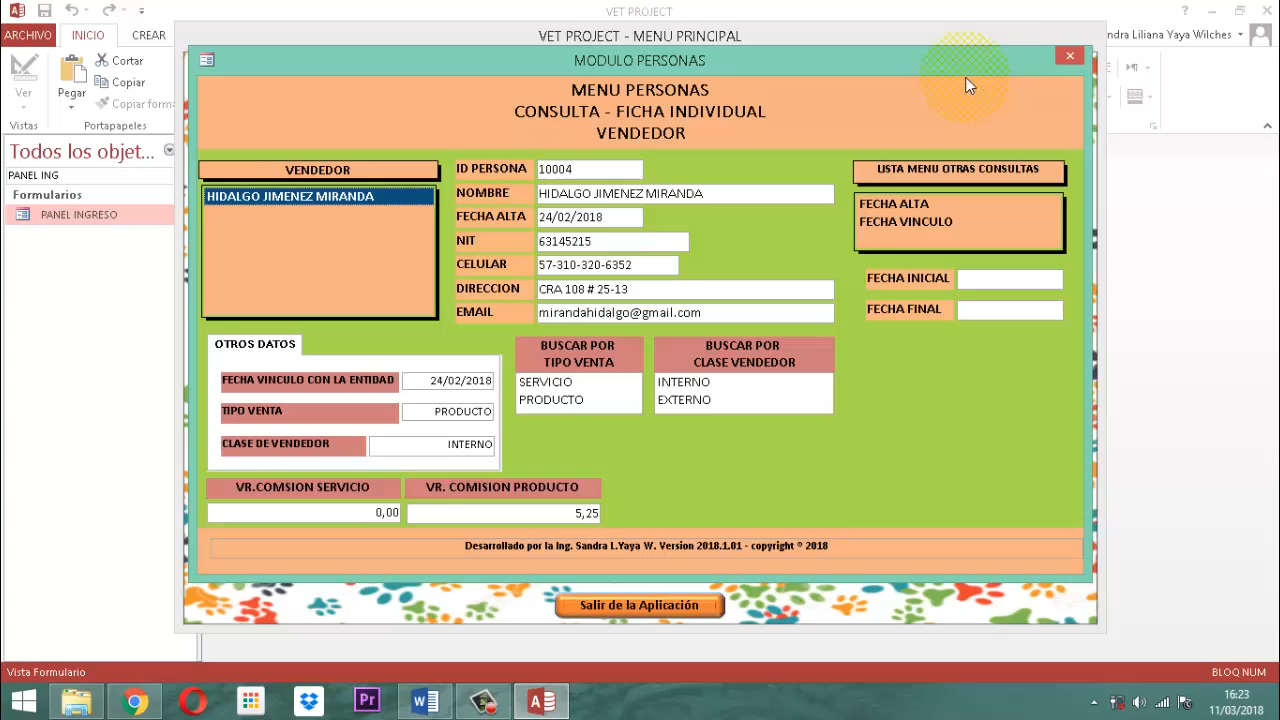 VET PROJECT
ARCHIVO
INICIO
CREAR
ndra Liliana Yaya Wilches
Ver
Vistas
Pegar
Cortar
Copiar
Copiar form
Portapapeles
Todos los objet...
PANEL ING
Formularios
PANEL INGRESO
VET PROJECT - MENU PRINCIPAL
MODULO PERSONAS
MENU PERSONAS
CONSULTA - FICHA INDIVIDUAL
VENDEDOR
VENDEDOR
HIDALGO JIMENEZ MIRANDA
ID PERSONA 10004
NOMBRE HIDALGO JIMENEZ MIRANDA
FECHA ALTA 24/02/2018
NIT 63145215
CELULAR 57-310-320-6352
DIRECCION CRA 108 # 25-13
EMAIL mirandahidalgo@gmail.com
LISTA MENU OTRAS CONSULTAS
FECHA ALTA
FECHA VINCULO
FECHA INICIAL
FECHA FINAL
OTROS DATOS
FECHA VINCULO CON LA ENTIDAD 24/02/2018
TIPO VENTA PRODUCTO
CLASE DE VENDEDOR INTERNO
BUSCAR POR
TIPO VENTA
SERVICIO
PRODUCTO
BUSCAR POR
CLASE VENDEDOR
INTERNO
EXTERNO
VR.COMSION SERVICIO
0,00
VR. COMISION PRODUCTO
5,25
Desarrollado por la Ing. Sandra L.Yaya W. Version 2018.1.01 - copyright ® 2018
Salir de la Aplicación
Vista Formulario
BLOQ NUM
Pr
16:23
11/03/2018